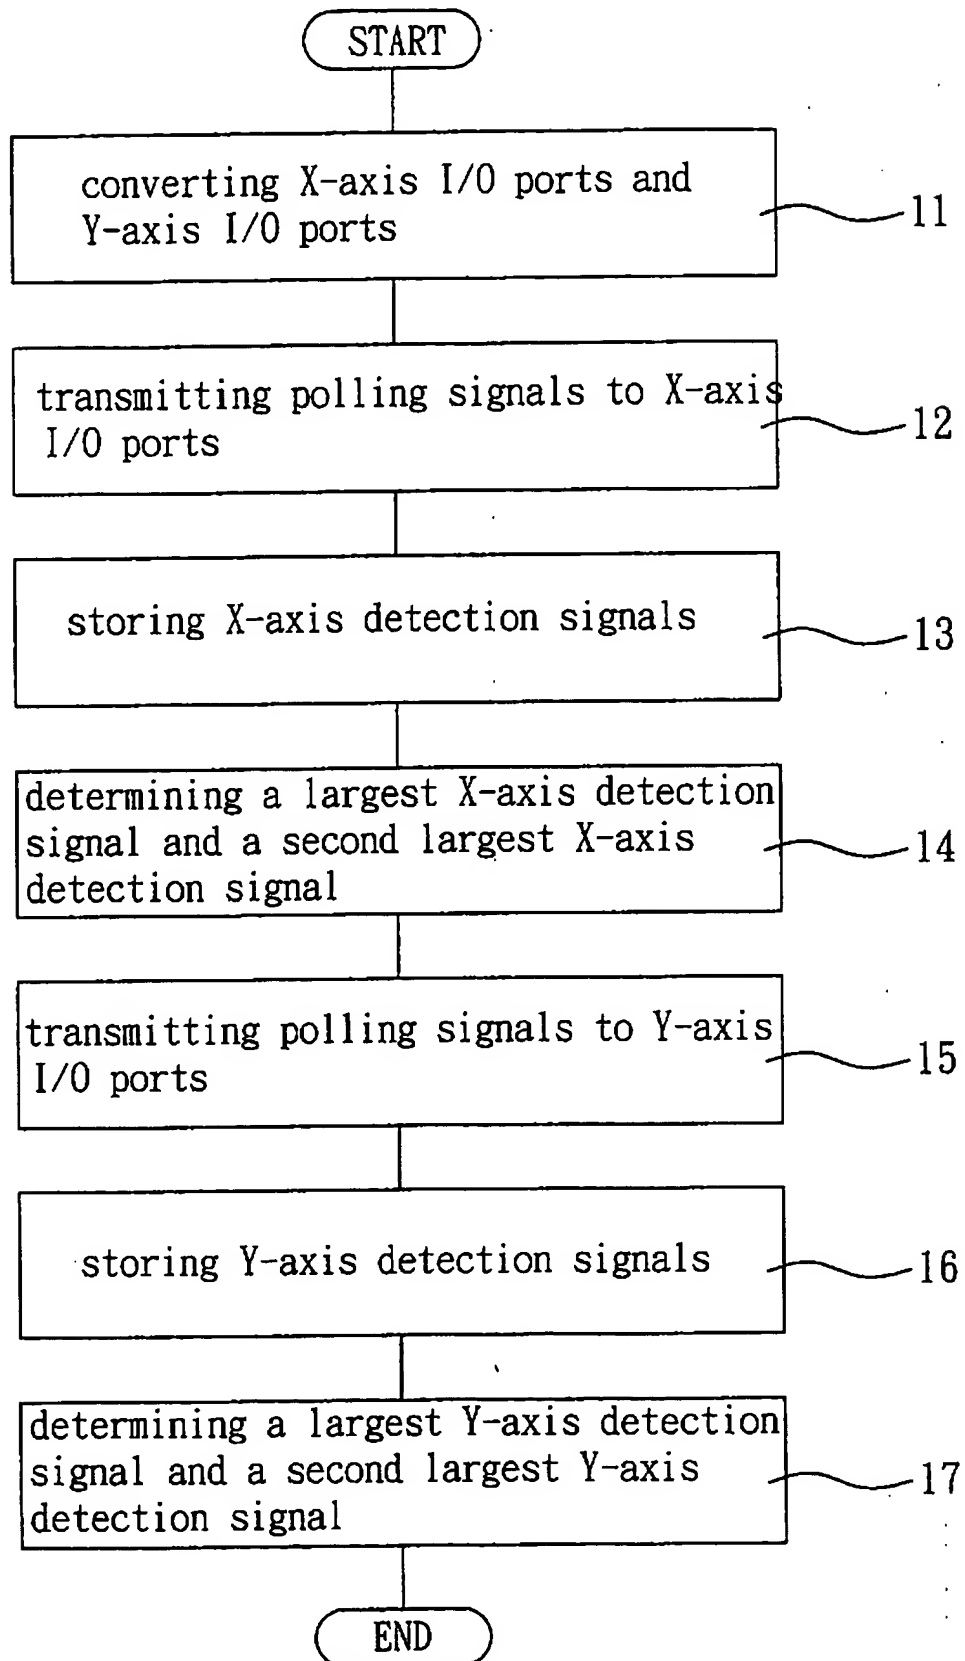 START
converting X-axis I/O ports and
Y-axis I/O ports
11
transmitting polling signals to X-axis
I/O ports
12
storing X-axis detection signals
13
determining a largest X-axis detection
signal and a second largest X-axis
detection signal
14
transmitting polling signals to Y-axis
I/O ports
15
storing Y-axis detection signals
16
determining a largest Y-axis detection
signal and a second largest Y-axis
detection signal
17
END